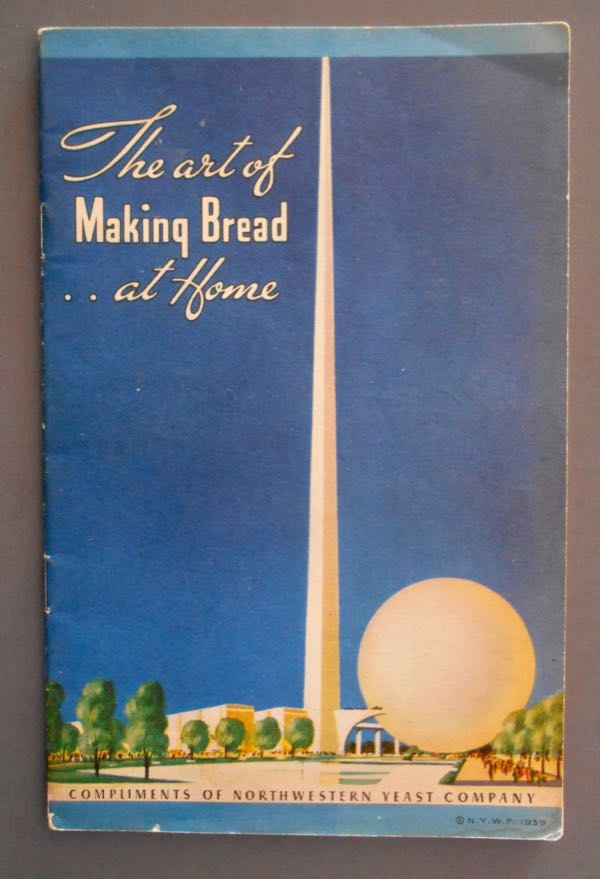 The art of
Making Bread
.. at Home
COMPLIMENTS OF NORTHWESTERN YEAST COMPANY
© N.Y.W.F. 1939